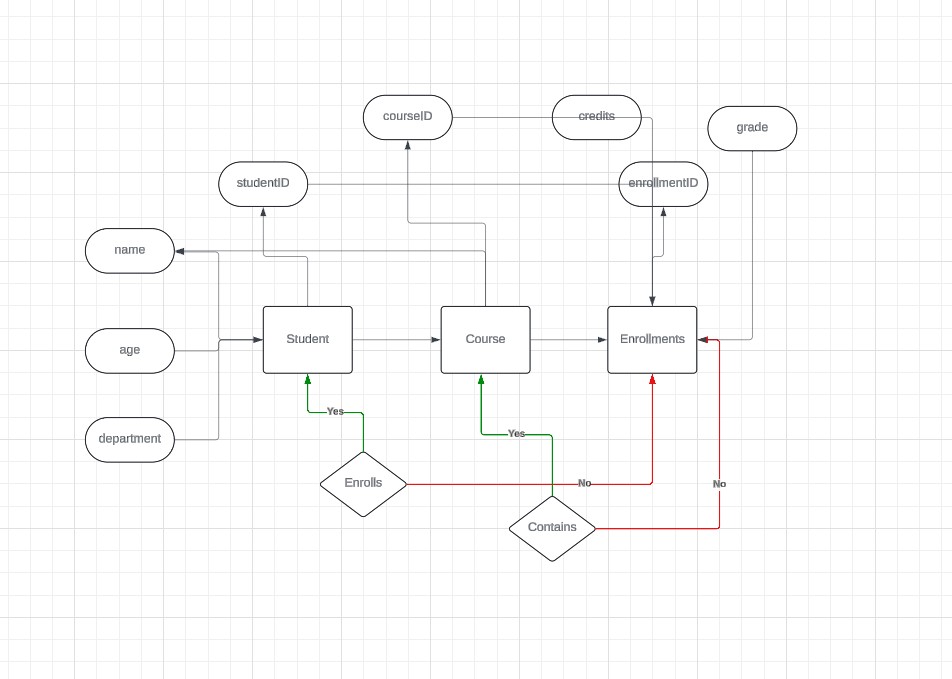 courseID
credits
grade
studentID
enrollmentID
name
Student
Course
Enrollments
age
Yes
Yes
department
Enrolls
No
No
Contains